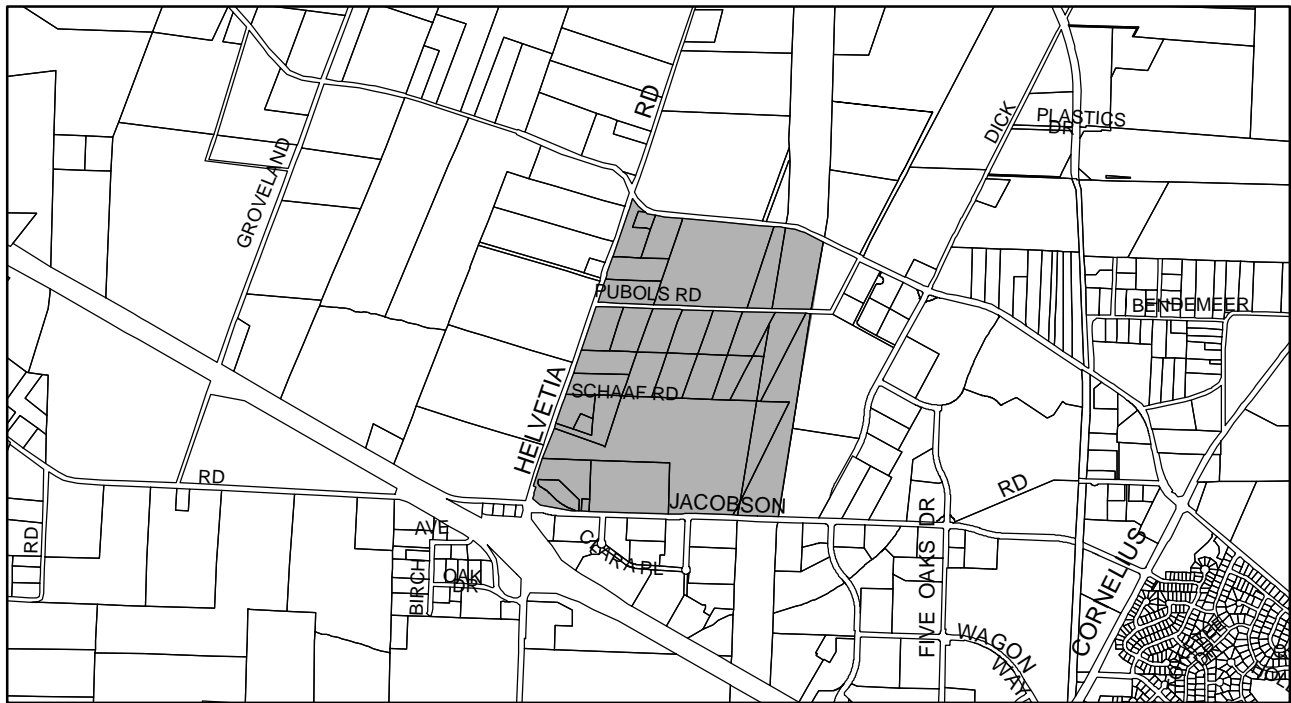 RD
DICK
PLASTICS
DR
GROVELAND
PUBOLS RD
BENDEMEER
HELVETIA
SCHAAF RD
RD
JACOBSON
RD
RD
AVE
CLARA PL
BIRCH
OAK
DR
FIVE OAKS DR
CORNELIUS
WAGON
WAY